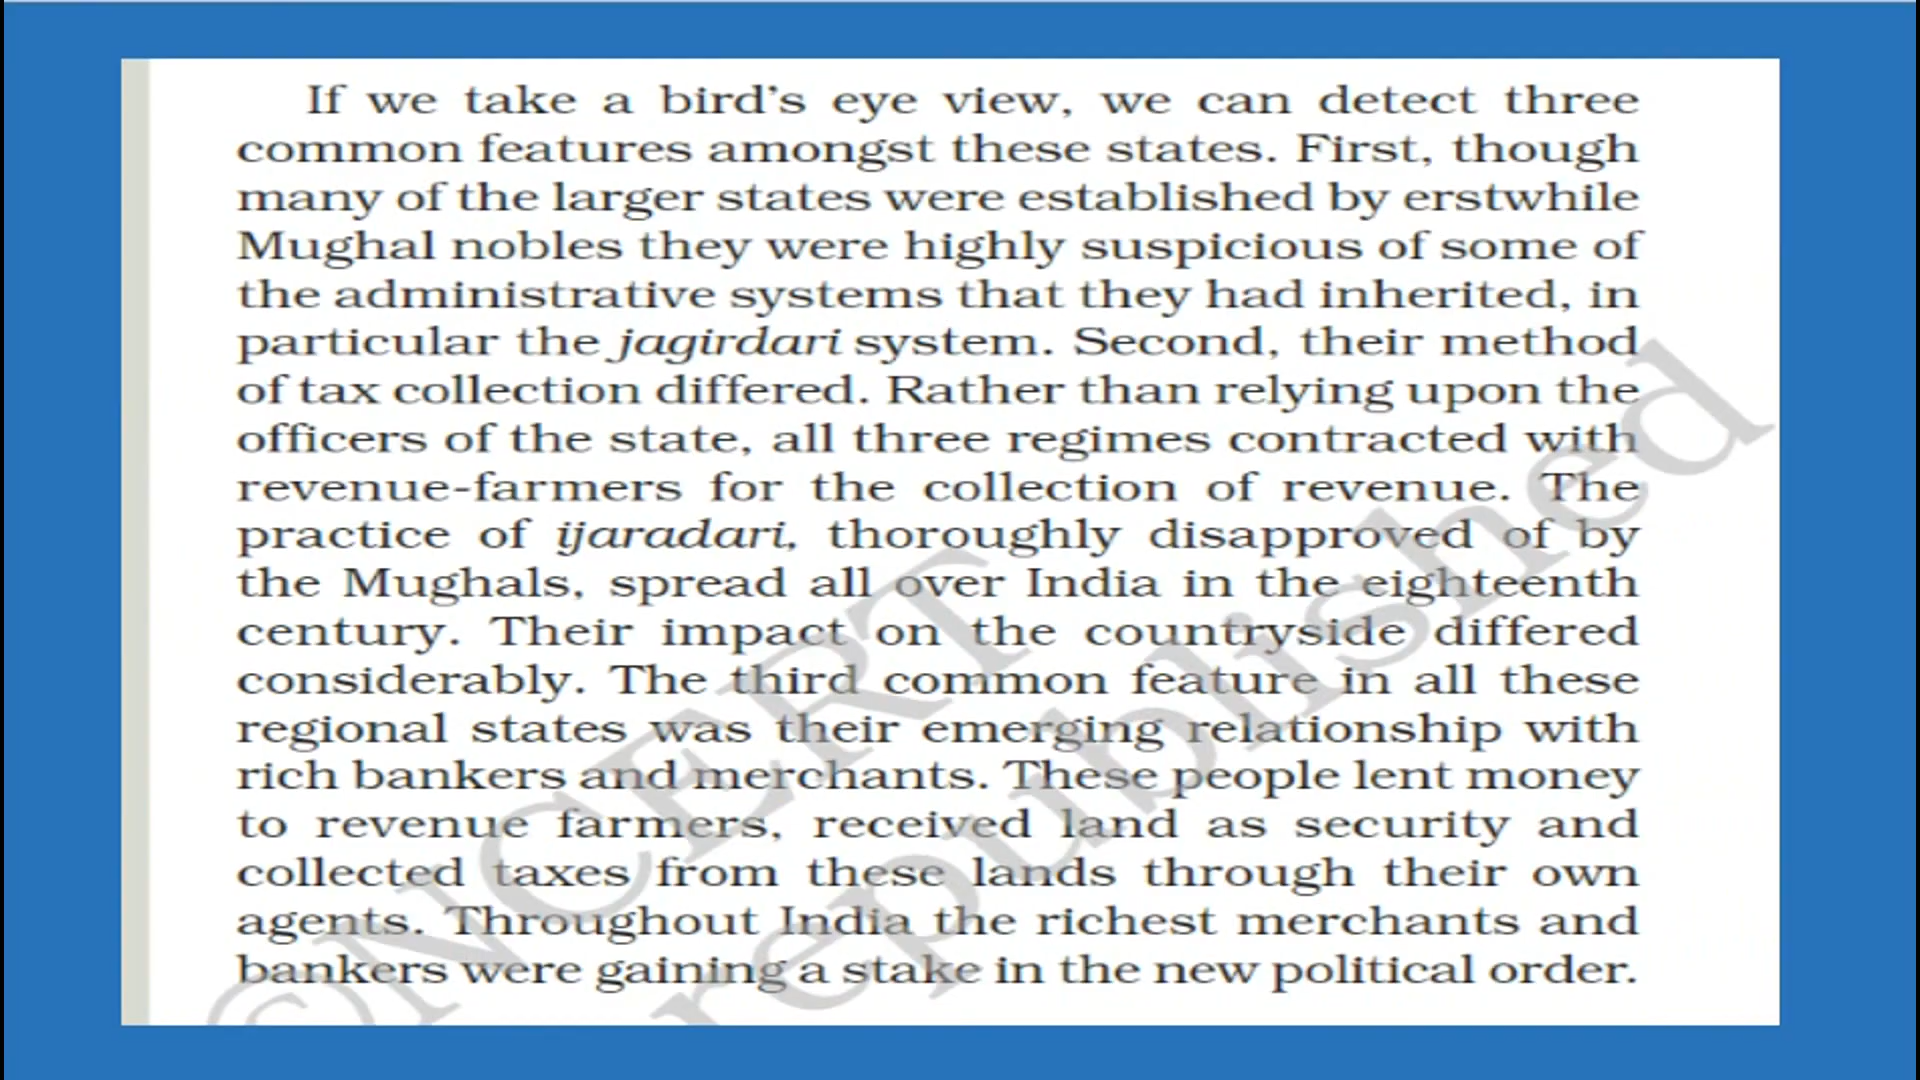 If we take a bird's eye view, we can detect three
common features amongst these states. First, though
many of the larger states were established by erstwhile
Mughal nobles they were highly suspicious of some of
the administrative systems that they had inherited, in
particular the jagirdari system. Second, their method
of tax collection differed. Rather than relying upon the
officers of the state, all three regimes contracted with
revenue-farmers for the collection of revenue. The
practice of ijaradari, thoroughly disapproved of by
the Mughals, spread all over India in the eighteenth
century. Their impact on the countryside differed
considerably. The third common feature in all these
regional states was their emerging relationship with
rich bankers and merchants. These people lent money
to revenue farmers, received land as security and
collected taxes from these lands through their own
agents. Throughout India the richest merchants and
bankers were gaining a stake in the new political order.
©NCERT
republished